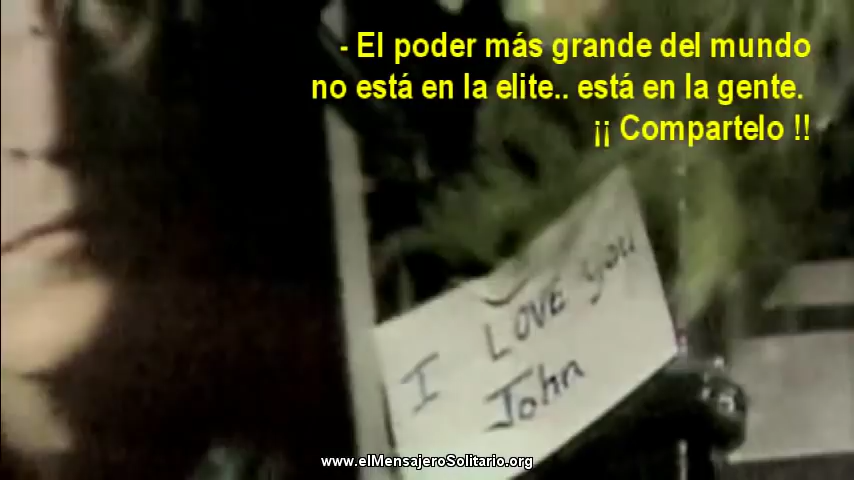 - El poder más grande del mundo
no está en la elite.. está en la gente.
¡¡ Compartelo !!
I LOVE you
John
www.elMensajeroSolitario.org